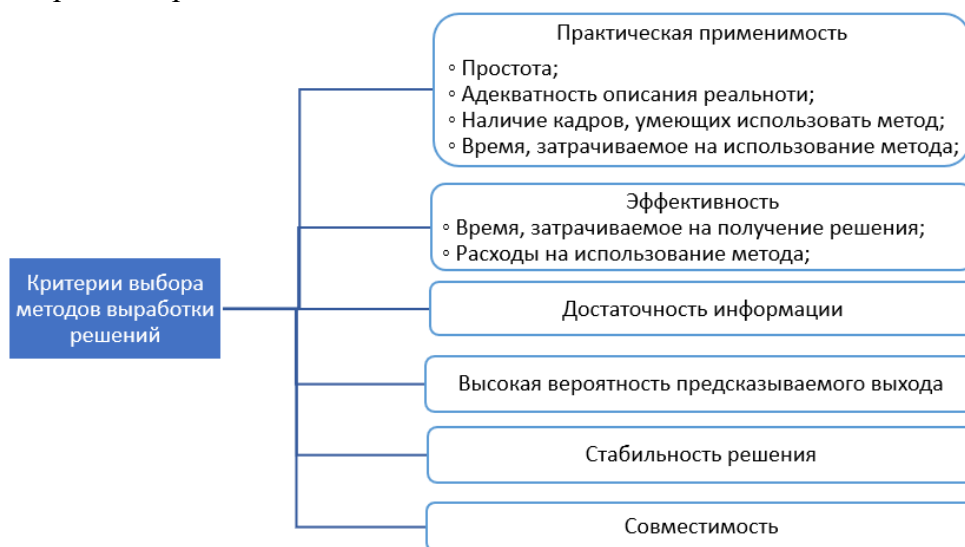 Практическая применимость
◦ Простота;
◦ Адекватность описания реальноти;
◦ Наличие кадров, умеющих использовать метод;
◦ Время, затрачиваемое на использование метода;
Эффективность
◦ Время, затрачиваемое на получение решения;
◦ Расходы на использование метода;
Критерии выбора
методов выработки
решений
Достаточность информации
Высокая вероятность предсказываемого выхода
Стабильность решения
Совместимость